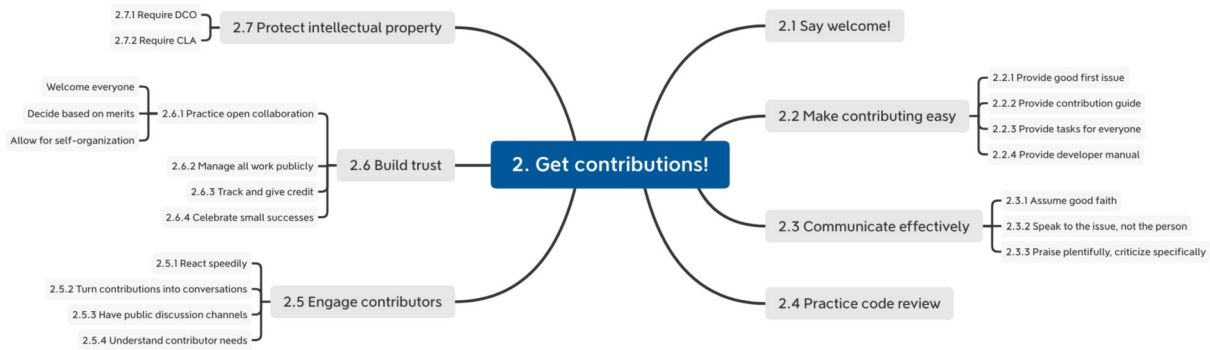 2. Get contributions!
2.1 Say welcome!
2.2 Make contributing easy
2.2.1 Provide good first issue
2.2.2 Provide contribution guide
2.2.3 Provide tasks for everyone
2.2.4 Provide developer manual
2.3 Communicate effectively
2.3.1 Assume good faith
2.3.2 Speak to the issue, not the person
2.3.3 Praise plentifully, criticize specifically
2.4 Practice code review
2.5 Engage contributors
2.5.1 React speedily
2.5.2 Turn contributions into conversations
2.5.3 Have public discussion channels
2.5.4 Understand contributor needs
2.6 Build trust
2.6.1 Practice open collaboration
Welcome everyone
Decide based on merits
Allow for self-organization
2.6.2 Manage all work publicly
2.6.3 Track and give credit
2.6.4 Celebrate small successes
2.7 Protect intellectual property
2.7.1 Require DCO
2.7.2 Require CLA